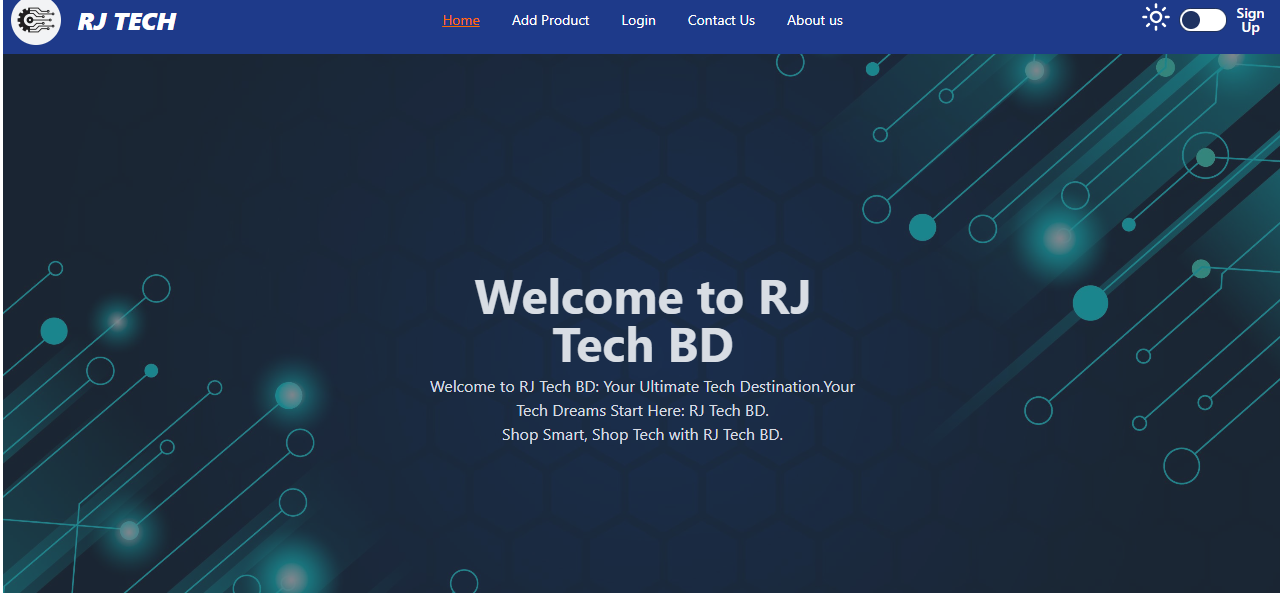 RJ TECH
Home
Add Product
Login
Contact Us
About us
Sign
Up
Welcome to RJ
Tech BD
Welcome to RJ Tech BD: Your Ultimate Tech Destination.Your
Tech Dreams Start Here: RJ Tech BD.
Shop Smart, Shop Tech with RJ Tech BD.